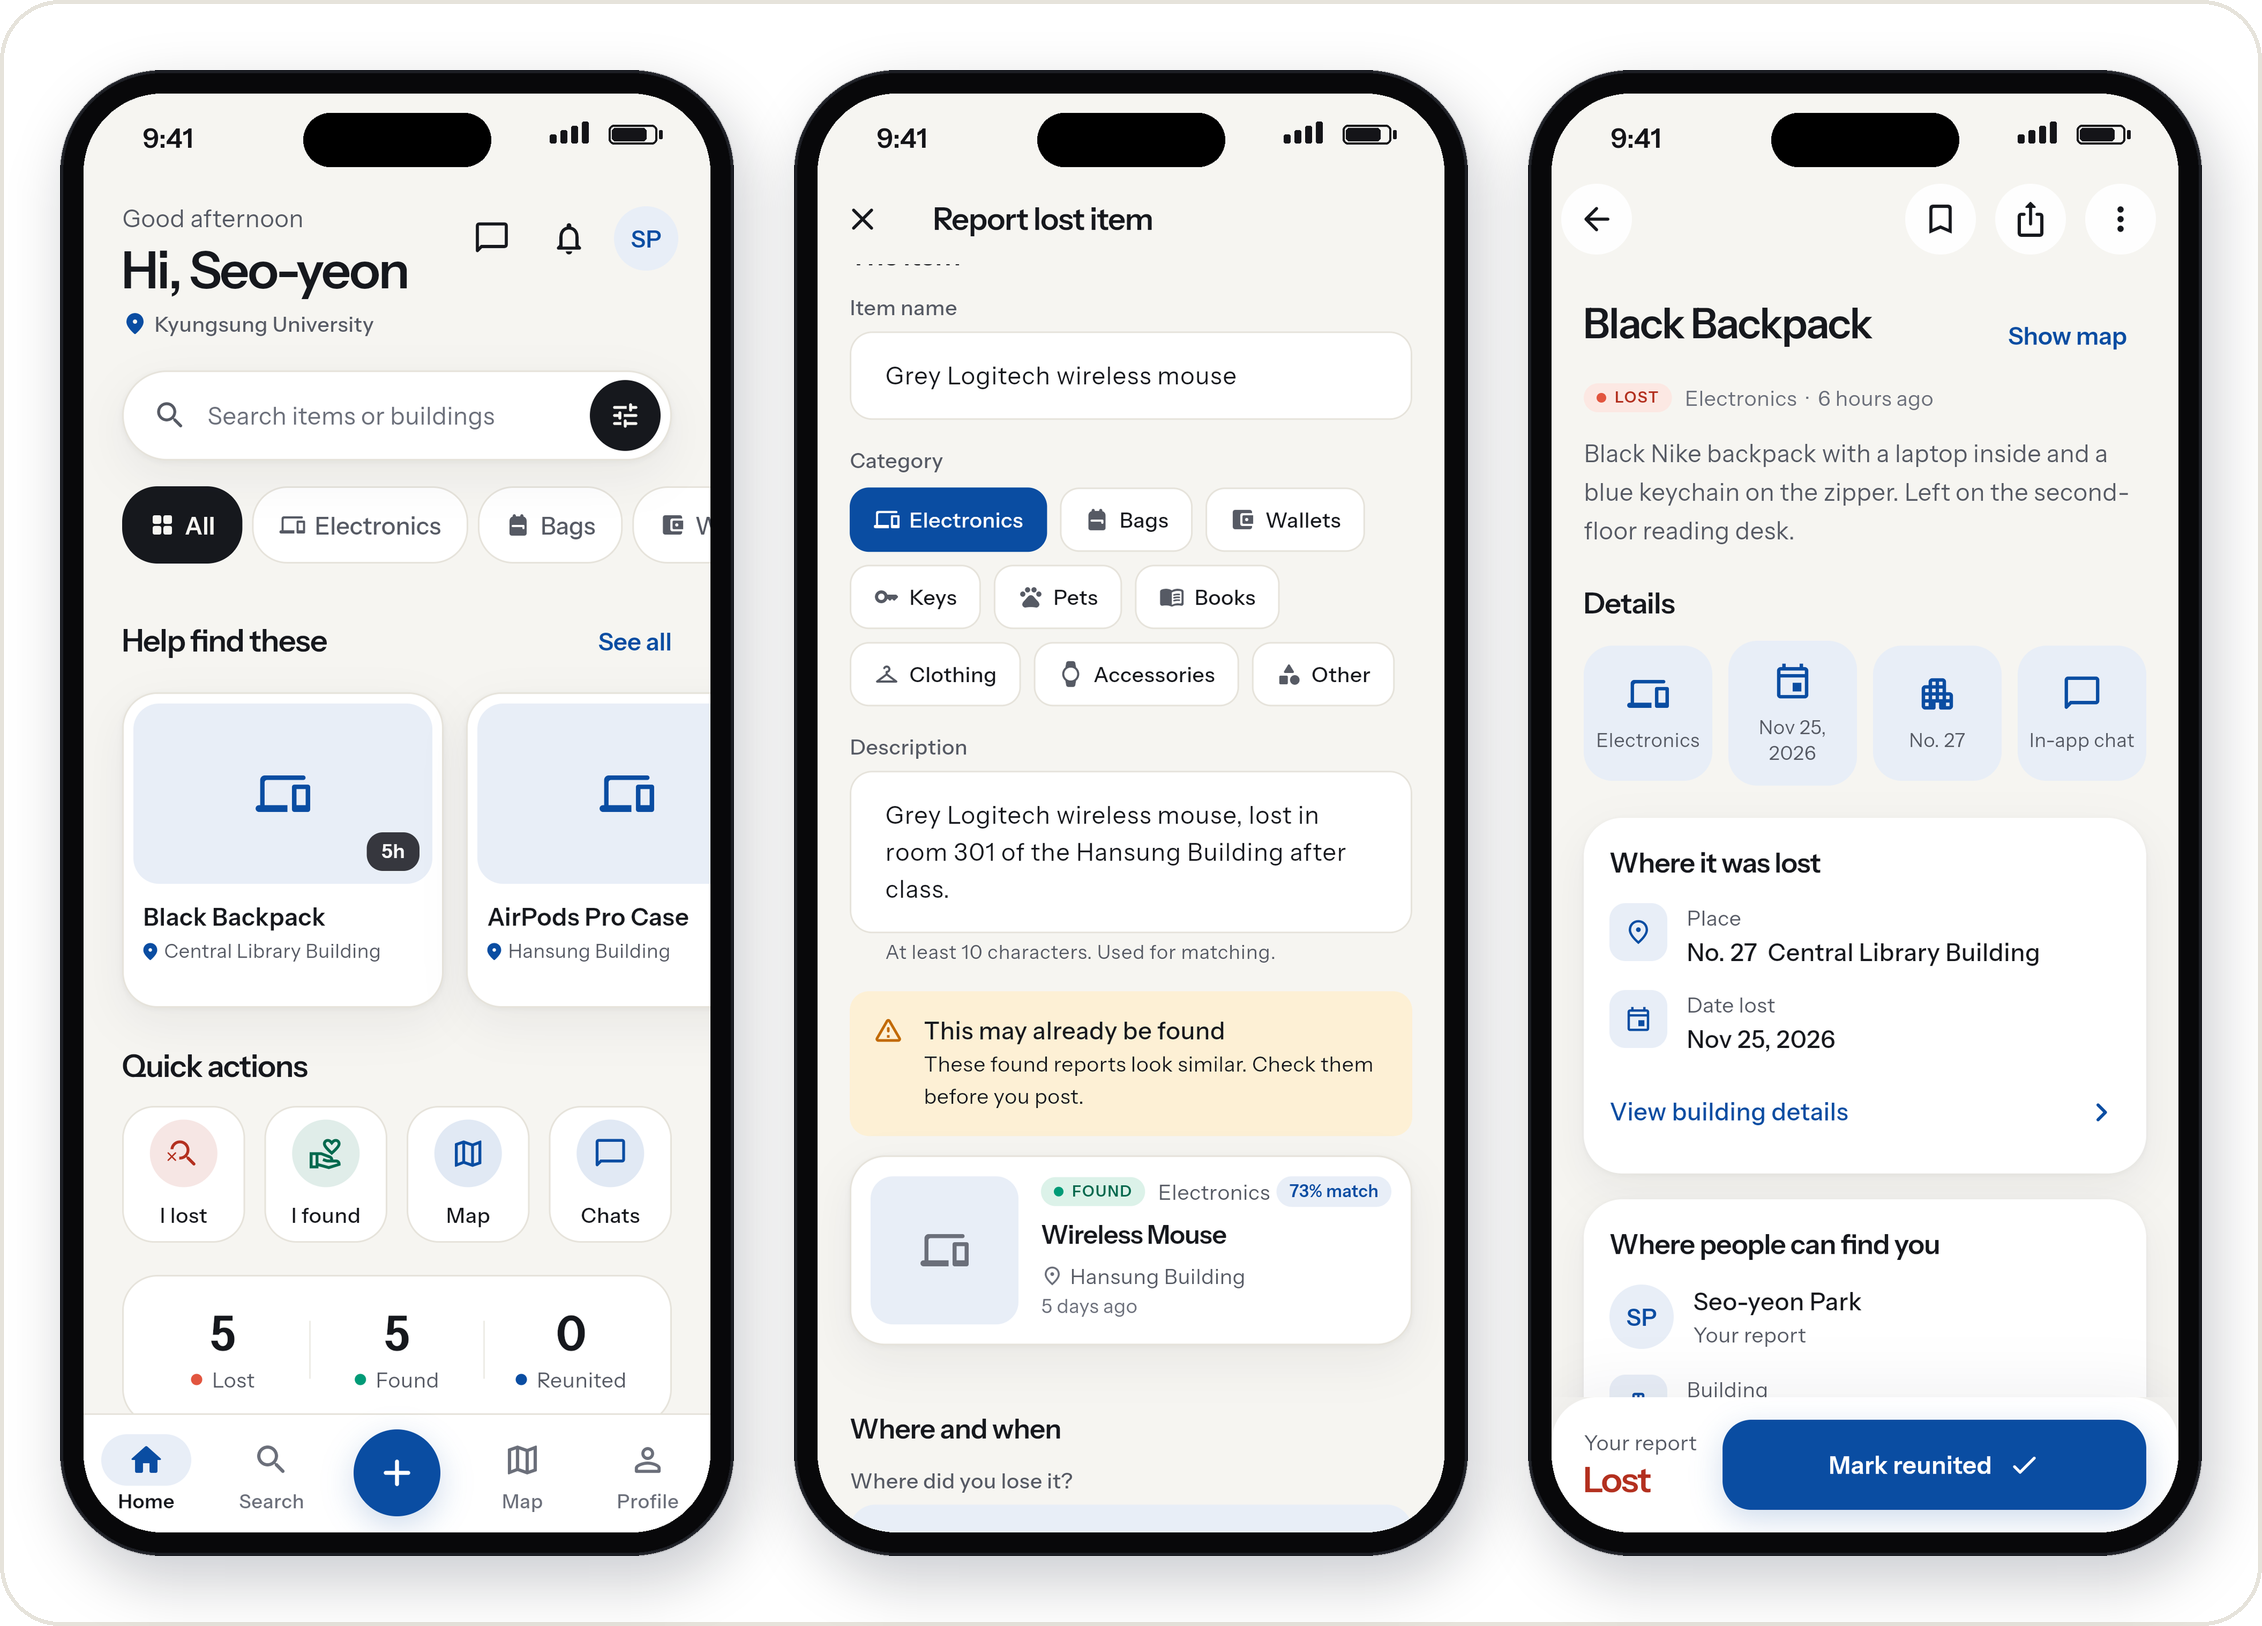 9:41
Good afternoon
Hi, Seo-yeon
SP
Kyungsung University
Search items or buildings
All
Electronics
Bags
W
Help find these
See all
5h
Black Backpack
Central Library Building
AirPods Pro Case
Hansung Building
Quick actions
I lost
I found
Map
Chats
5
Lost
5
Found
0
Reunited
Home
Search
Map
Profile
9:41
Report lost item
Item name
Grey Logitech wireless mouse
Category
Electronics
Bags
Wallets
Keys
Pets
Books
Clothing
Accessories
Other
Description
Grey Logitech wireless mouse, lost in
room 301 of the Hansung Building after
class.
At least 10 characters. Used for matching.
This may already be found
These found reports look similar. Check them
before you post.
FOUND
Electronics
73% match
Wireless Mouse
Hansung Building
5 days ago
Where and when
Where did you lose it?
9:41
Black Backpack
Show map
LOST
Electronics · 6 hours ago
Black Nike backpack with a laptop inside and a
blue keychain on the zipper. Left on the second-
floor reading desk.
Details
Electronics
Nov 25,
2026
No. 27
In-app chat
Where it was lost
Place
No. 27 Central Library Building
Date lost
Nov 25, 2026
View building details
Where people can find you
SP
Seo-yeon Park
Your report
Building
Your report
Lost
Mark reunited